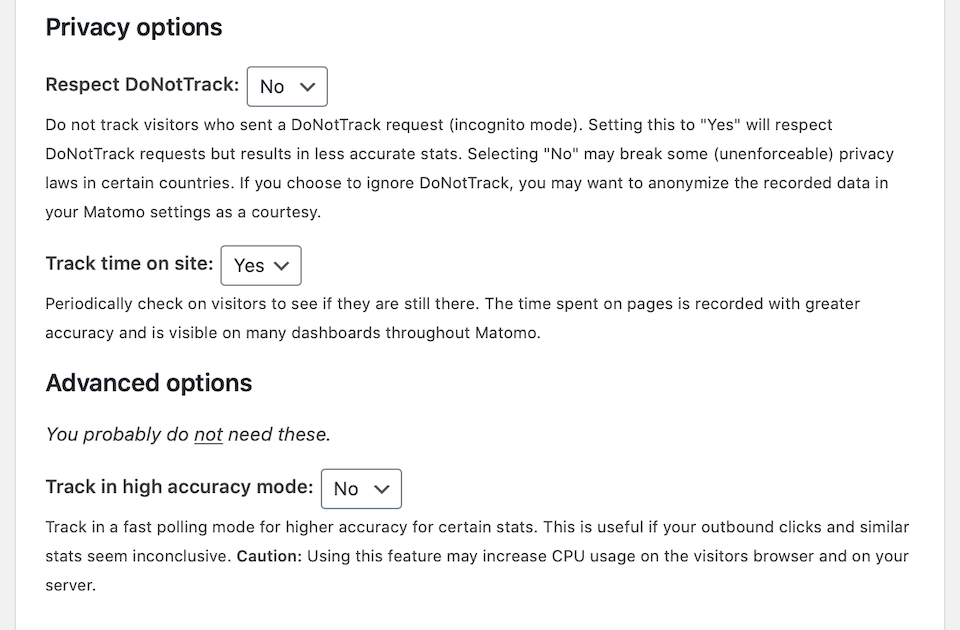 Privacy options
Respect DoNotTrack: No
Do not track visitors who sent a DoNotTrack request (incognito mode). Setting this to "Yes" will respect
DoNotTrack requests but results in less accurate stats. Selecting "No" may break some (unenforceable) privacy
laws in certain countries. If you choose to ignore DoNotTrack, you may want to anonymize the recorded data in
your Matomo settings as a courtesy.
Track time on site: Yes
Periodically check on visitors to see if they are still there. The time spent on pages is recorded with greater
accuracy and is visible on many dashboards throughout Matomo.
Advanced options
You probably do not need these.
Track in high accuracy mode: No
Track in a fast polling mode for higher accuracy for certain stats. This is useful if your outbound clicks and similar
stats seem inconclusive. Caution: Using this feature may increase CPU usage on the visitors browser and on your
server.